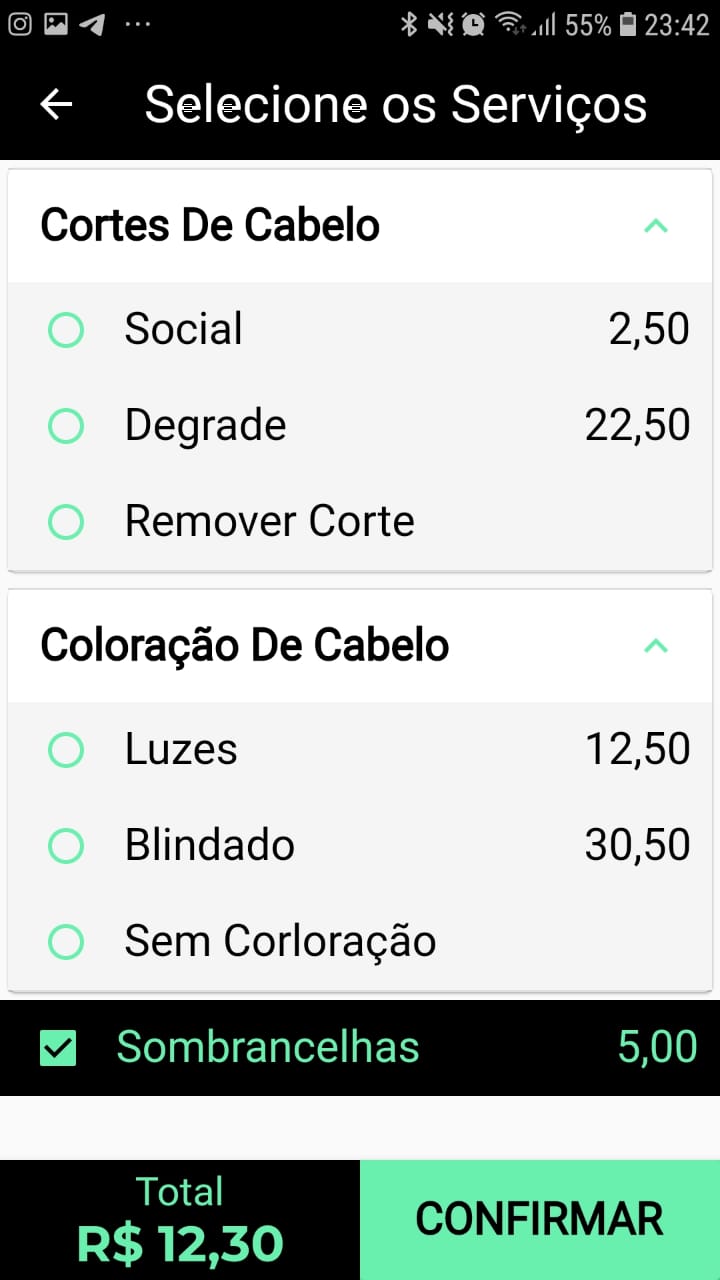 55% 23:42
Selecione os Serviços
Cortes De Cabelo
Social 2,50
Degrade 22,50
Remover Corte
Coloração De Cabelo
Luzes 12,50
Blindado 30,50
Sem Corloração
Sombrancelhas 5,00
Total
R$ 12,30
CONFIRMAR